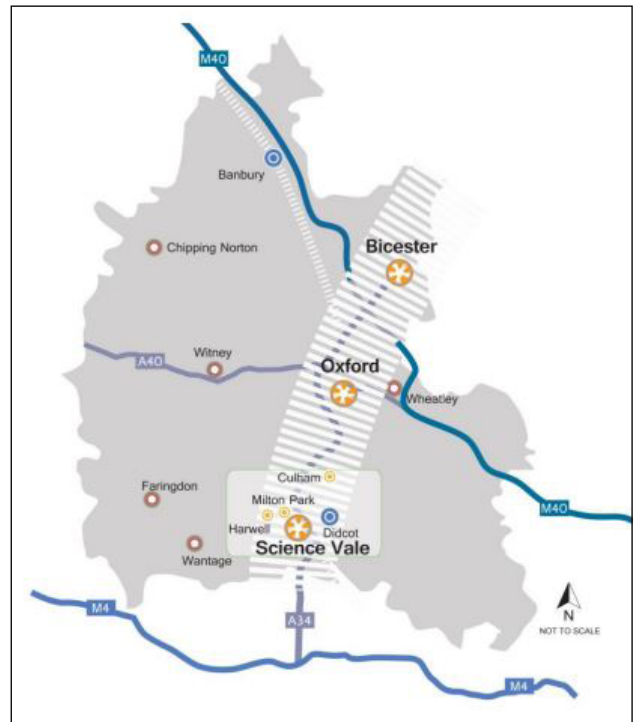 M40
Banbury
Chipping Norton
Bicester
A40
Witney
Oxford
Wheatley
Culham
Faringdon
Milton Park
Harwell
Didcot
Science Vale
Wantage
M40
N
NOT TO SCALE
M4
A34
M4